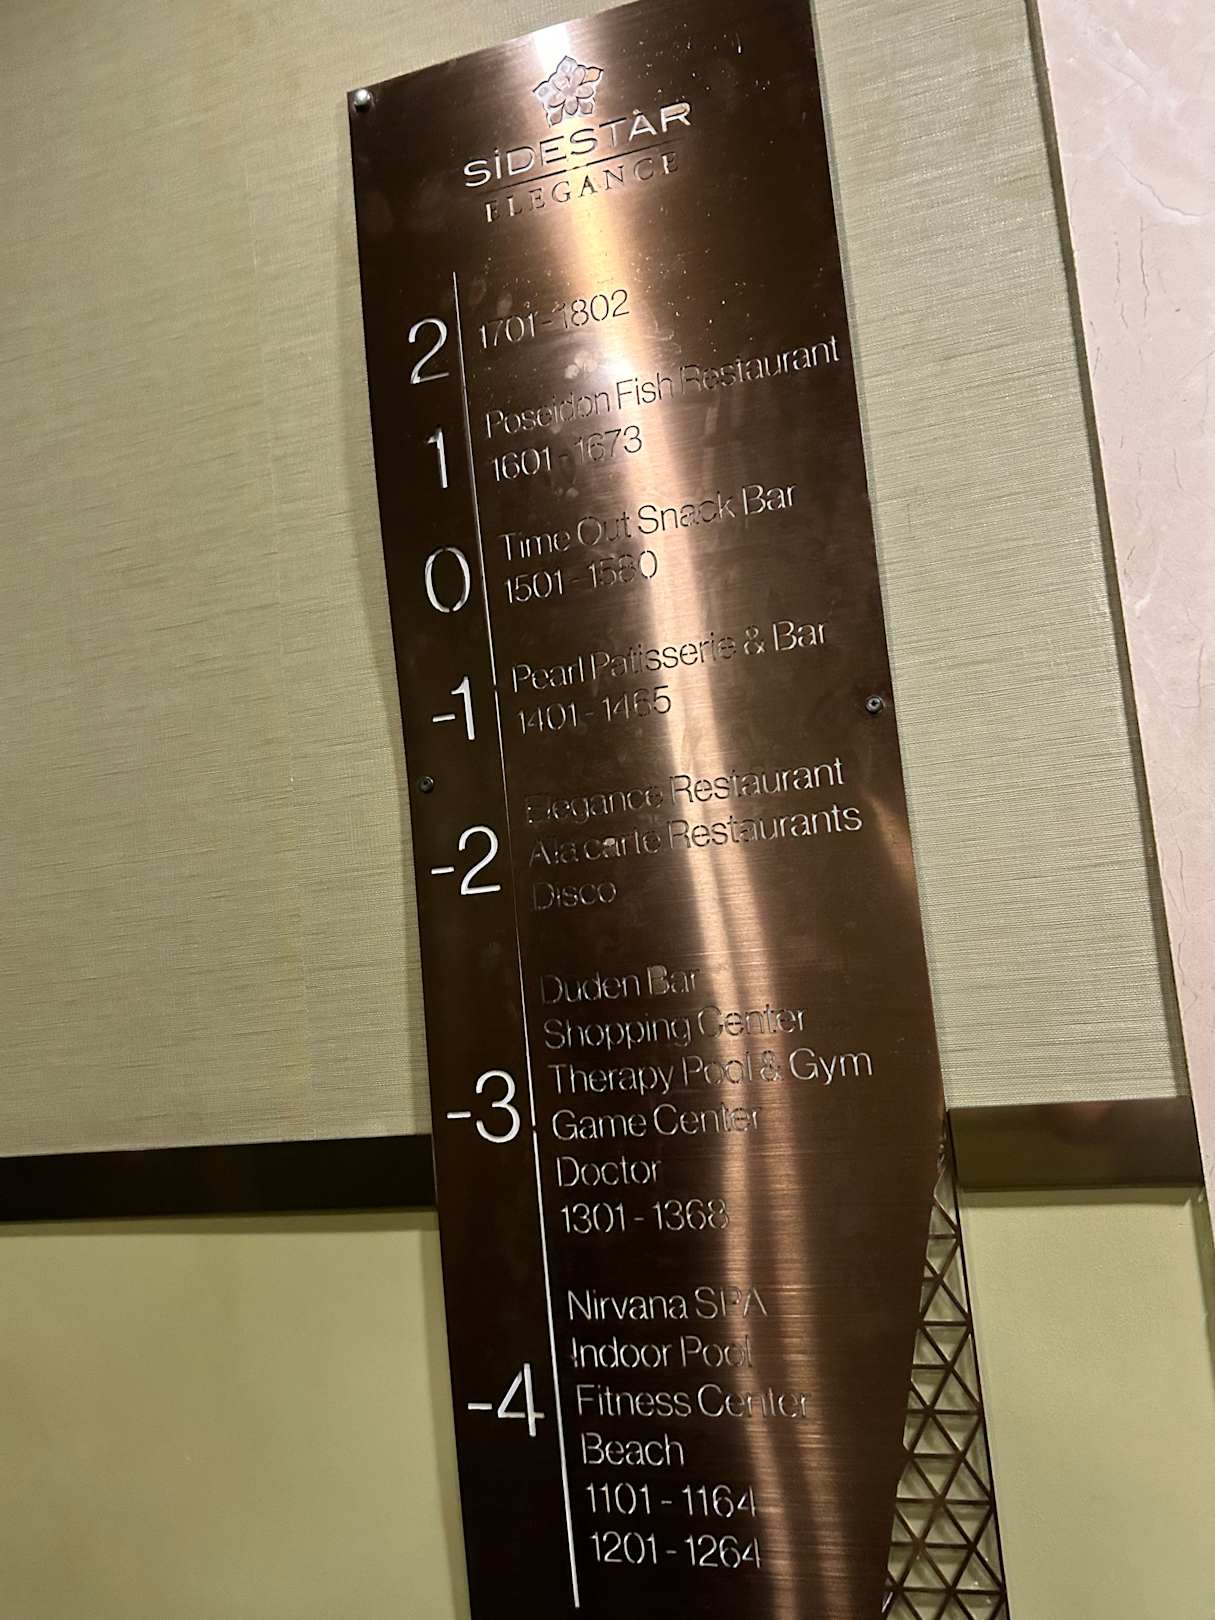 SİDESTAR
ELEGANCE
2
1701-1802
1
Poseidon Fish Restaurant
1601-1673
0
Time Out Snack Bar
1501-1580
-1
Pearl Patisserie & Bar
1401-1465
-2
Elegance Restaurant
Ala carte Restaurants
Disco
-3
Duden Bar
Shopping Center
Therapy Pool & Gym
Game Center
Doctor
1301-1368
-4
Nirvana SPA
Indoor Pool
Fitness Center
Beach
1101-1164
1201-1264